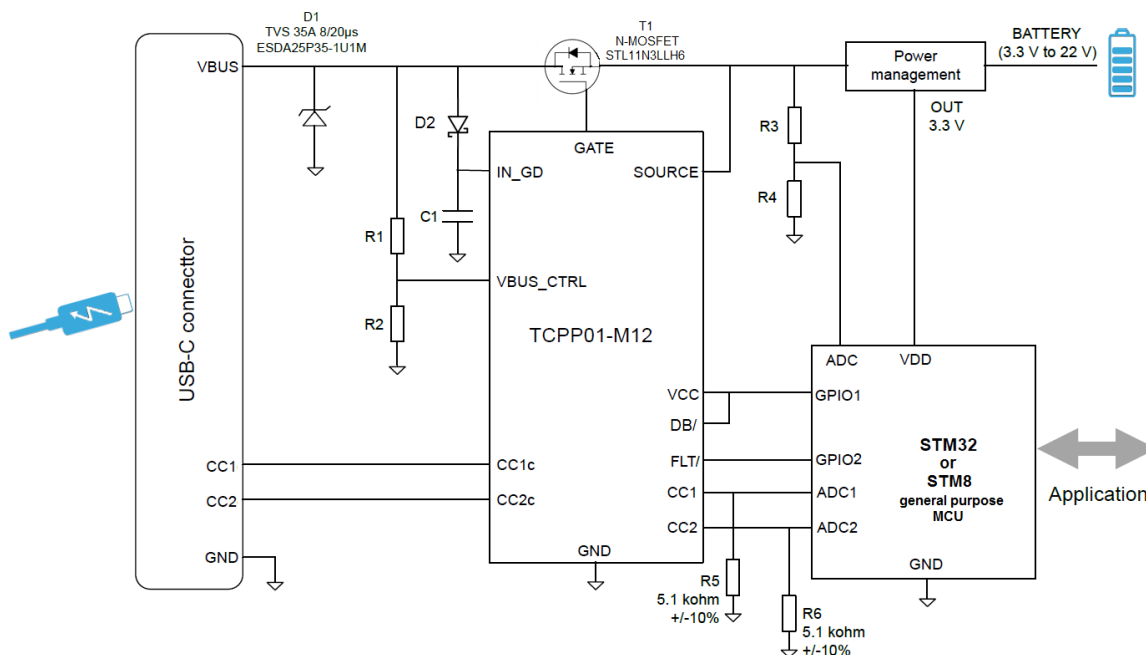 D1
TVS 35A 8/20µs
ESDA25P35-1U1M
T1
N-MOSFET
STL11N3LLH6
BATTERY
(3.3 V to 22 V)
VBUS
Power
management
OUT
3.3 V
D2
GATE
R3
IN_GD
SOURCE
C1
R4
R1
VBUS_CTRL
R2
TCPP01-M12
USB-C connecttor
ADC
VDD
VCC
GPIO1
DB/
STM32
or
STM8
general purpose
MCU
FLT/
GPIO2
CC1
CC1c
CC1
ADC1
Application
CC2
CC2c
CC2
ADC2
GND
GND
GND
R5
5.1 kohm
+/-10%
R6
5.1 kohm
+/-10%